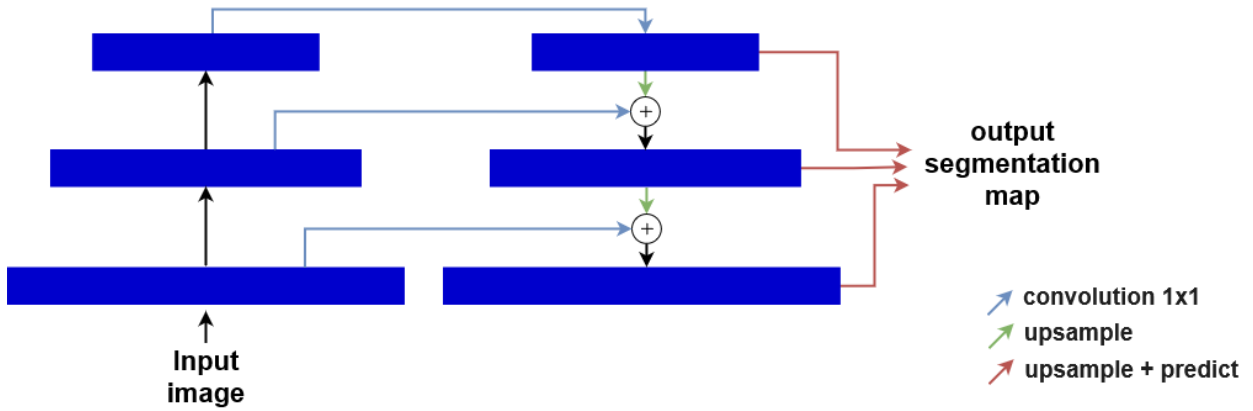 +
output
segmentation
map
+
convolution 1x1
upsample
upsample + predict
Input
image